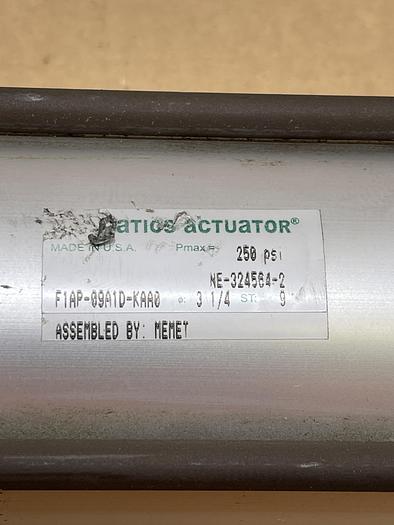 ATICS ACTUATOR®
MADE IN U.S.A. Pmax = 250 psi
NE-324564-2
F1AP-09A1D-KAA0 ø: 3 1/4 ST: 9
ASSEMBLED BY: MEMET